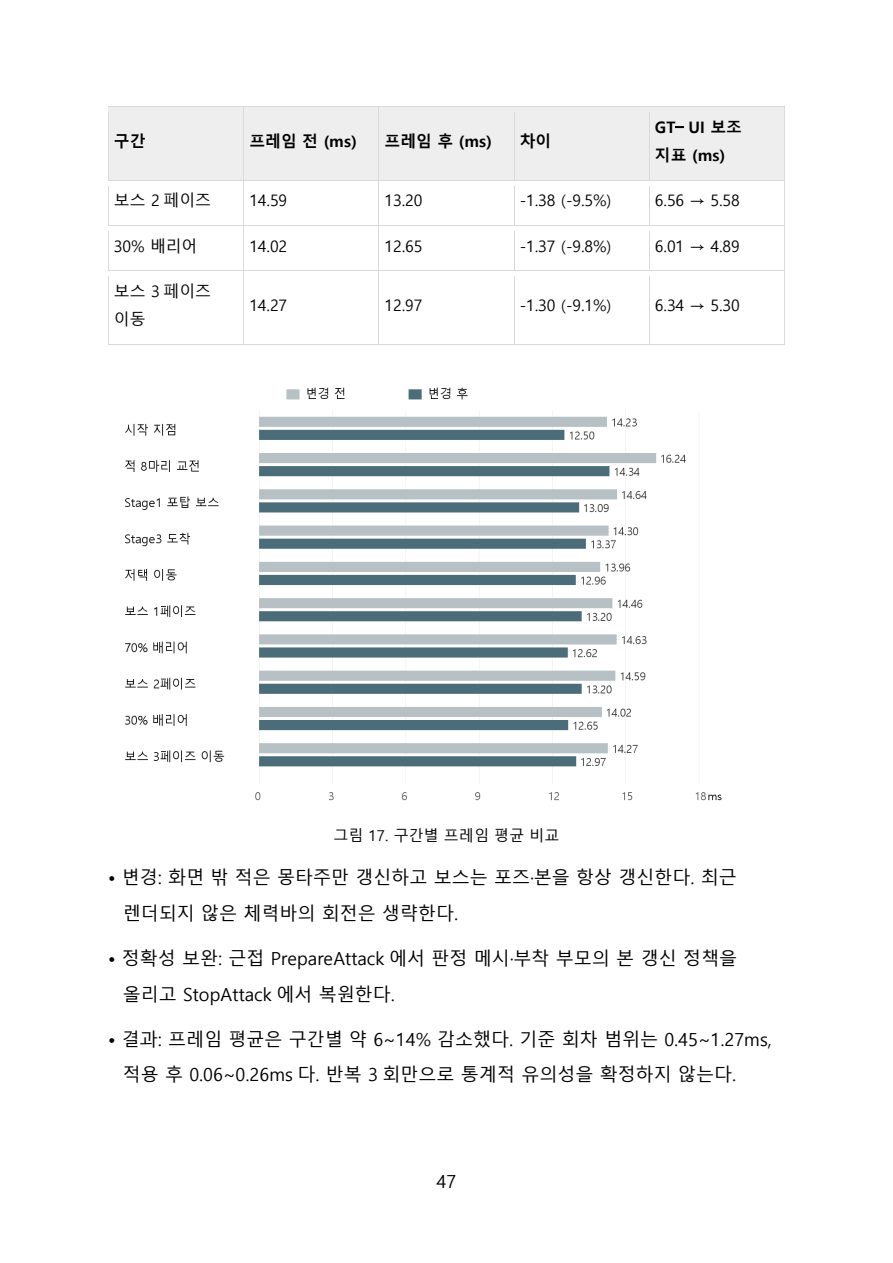 구간 프레임 전 (ms) 프레임 후 (ms) 차이 GT– UI 보조
지표 (ms)
보스 2 페이즈 14.59 13.20 -1.38 (-9.5%) 6.56 → 5.58
30% 배리어 14.02 12.65 -1.37 (-9.8%) 6.01 → 4.89
보스 3 페이즈
이동 14.27 12.97 -1.30 (-9.1%) 6.34 → 5.30
변경 전 변경 후
시작 지점 14.23
12.50
적 8마리 교전 16.24
14.34
Stage1 포탑 보스 14.64
13.09
Stage3 도착 14.30
13.37
저택 이동 13.96
12.96
보스 1페이즈 14.46
13.20
70% 배리어 14.63
12.62
보스 2페이즈 14.59
13.20
30% 배리어 14.02
12.65
보스 3페이즈 이동 14.27
12.97
0 3 6 9 12 15 18 ms
그림 17. 구간별 프레임 평균 비교
• 변경: 화면 밖 적은 몽타주만 갱신하고 보스는 포즈·본을 항상 갱신한다. 최근
렌더되지 않은 체력바의 회전은 생략한다.
• 정확성 보완: 근접 PrepareAttack 에서 판정 메시·부착 부모의 본 갱신 정책을
올리고 StopAttack 에서 복원한다.
• 결과: 프레임 평균은 구간별 약 6~14% 감소했다. 기준 회차 범위는 0.45~1.27ms,
적용 후 0.06~0.26ms 다. 반복 3 회만으로 통계적 유의성을 확정하지 않는다.
47